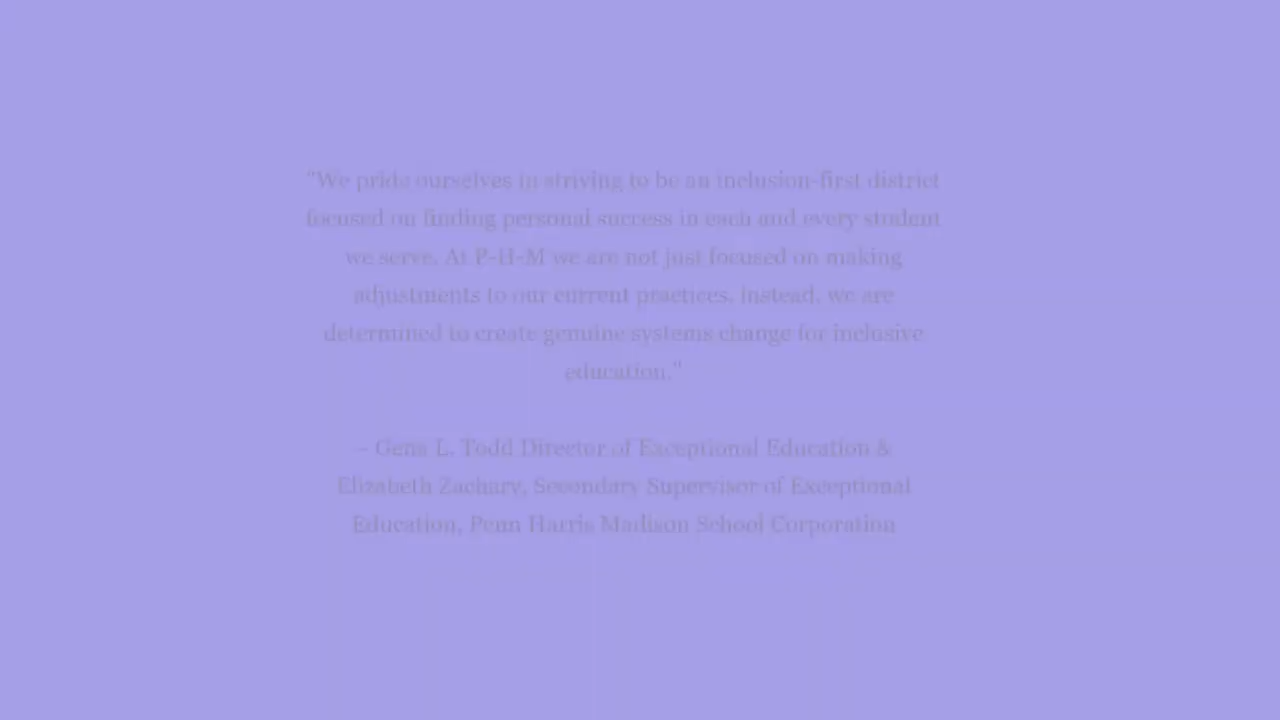 "We pride ourselves in striving to be an inclusion-first district
focused on finding personal success in each and every student
we serve. At P-H-M we are not just focused on making
adjustments to our current practices, instead, we are
determined to create genuine systems change for inclusive
education."
- Gena L. Todd Director of Exceptional Education &
Elizabeth Zachary, Secondary Supervisor of Exceptional
Education, Penn Harris Madison School Corporation